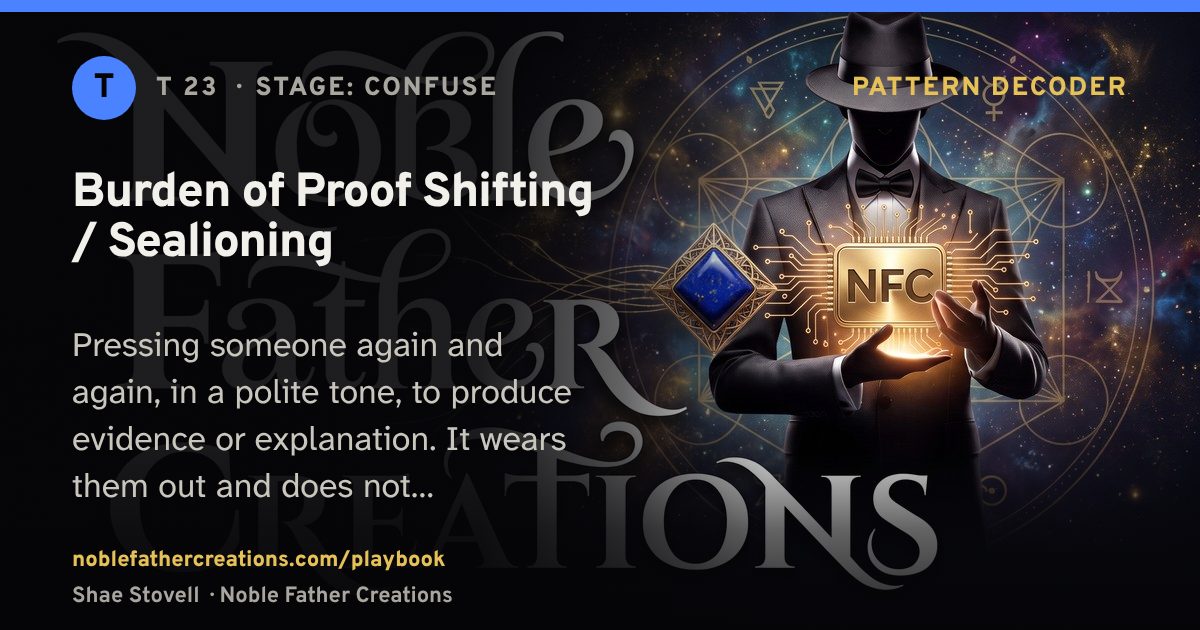 T
T 23 · STAGE: CONFUSE
PATTERN DECODER
Burden of Proof Shifting
/ Sealioning
Pressing someone again and
again, in a polite tone, to produce
evidence or explanation. It wears
them out and does not...
noblefathercreations.com/playbook
Shae Stovell · Noble Father Creations
Noble
Father
Creations
NFC